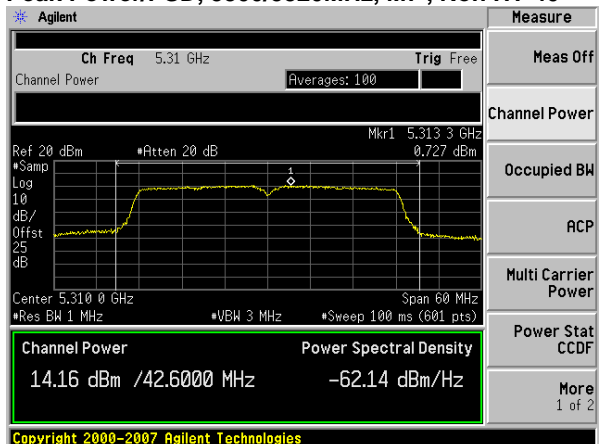 Agilent
Measure
Ch Freq 5.31 GHz Trig Free
Meas Off
Channel Power Averages: 100
Channel Power
Mkr1 5.313 3 GHz
Ref 20 dBm #Atten 20 dB 0.727 dBm
#Samp
Log
10
dB/
Offst
25
dB
1
Occupied BW
ACP
Multi Carrier
Power
Center 5.310 0 GHz Span 60 MHz
#Res BW 1 MHz #VBW 3 MHz #Sweep 100 ms (601 pts)
Power Stat
CCDF
Channel Power Power Spectral Density
14.16 dBm /42.6000 MHz -62.14 dBm/Hz
More
1 of 2
Copyright 2000-2007 Agilent Technologies